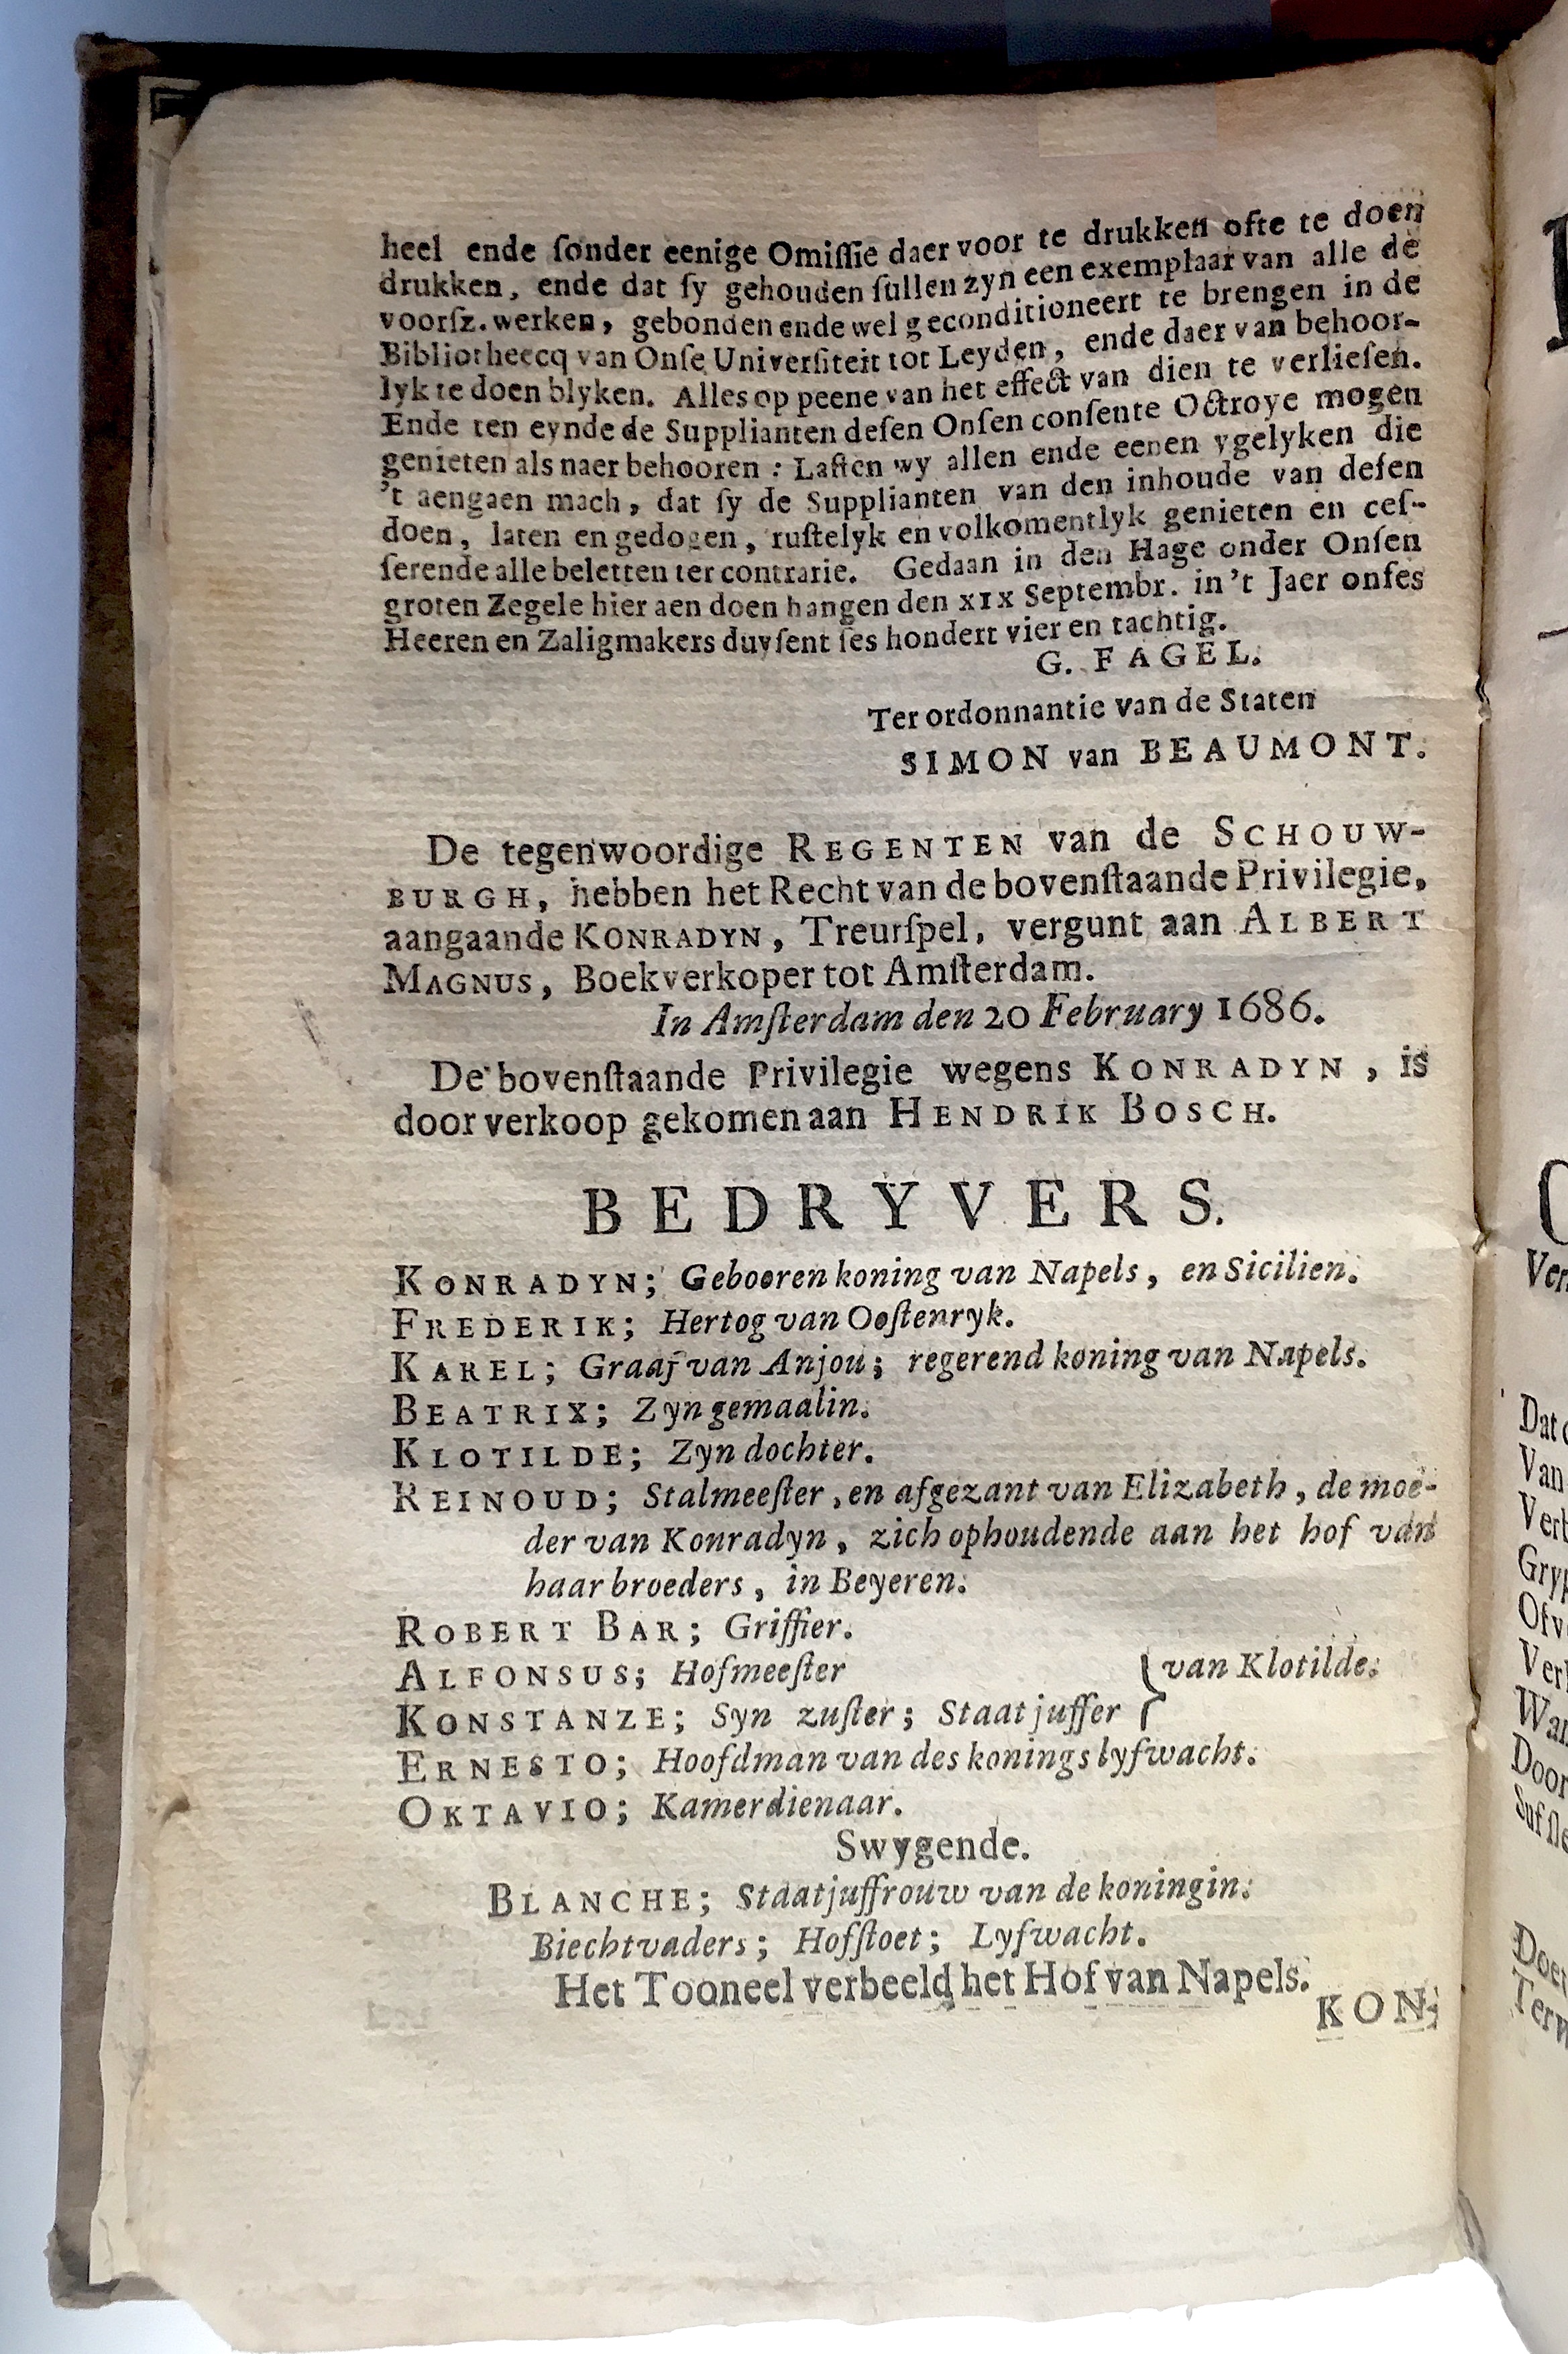 heel ende ſonder eenige Omiſſie daer voor te drukken ofte te doen
drukken, ende dat ſy gehouden ſullen zyn een exemplaar van alle de
voorſz. werken, gebonden ende wel geconditioneert te brengen in de
Bibliotheecq van Onſe Univerſiteit tot Leyden, ende daer van behoor-
lyk te doen blyken. Alles op peene van het effect van dien te verlieſen.
Ende ten eynde de Supplianten deſen Onſen conſente Octroye mogen
genieten als naer behooren: Laſten wy allen ende eenen ygelyken die
't aengaen mach, dat ſy de Supplianten van den inhoude van deſen
doen, laten en gedogen, ruſtelyk en volkomentlyk genieten en ceſ-
ſerende alle beletten ter contrarie. Gedaan in den Hage onder Onſen
groten Zegele hier aen doen hangen den XIX Septembr. in 't Jaer onſes
Heeren en Zaligmakers duyſent ſes hondert vier en tachtig.
G. FAGEL.
Ter ordonnantie van de Staten
SIMON van BEAUMONT.
De tegenwoordige REGENTEN van de SCHOUW-
BURGH, hebben het Recht van de bovenſtaande Privilegie,
aangaande KONRADYN, Treurſpel, vergunt aan ALBERT
MAGNUS, Boekverkoper tot Amſterdam.
In Amſterdam den 20 February 1686.
De bovenſtaande Privilegie wegens KONRADYN, is
door verkoop gekomen aan HENDRIK BOSCH.
BEDRYVERS.
KONRADYN; Gebooren koning van Napels, en Sicilien.
FREDERIK; Hertog van Ooſtenryk.
KAREL; Graaf van Anjou; regerend koning van Napels.
BEATRIX; Zyn gemaalin.
KLOTILDE; Zyn dochter.
REINOUD; Stalmeeſter, en afgezant van Elizabeth, de moe-
der van Konradyn, zich ophoudende aan het hof van
haar broeders, in Beyeren.
ROBERT BAR; Griffier.
ALFONSUS; Hofmeeſter } van Klotilde.
KONSTANZE; Syn zuſter; Staatjuffer
ERNESTO; Hoofdman van des konings lyfwacht.
OKTAVIO; Kamerdienaar.
Swygende.
BLANCHE; Staatjuffrouw van de koningin.
Biechtvaders; Hofſtoet; Lyfwacht.
Het Tooneel verbeeld het Hof van Napels.
KON-
Ver
Dat
Van
Gryp
Wan
Door